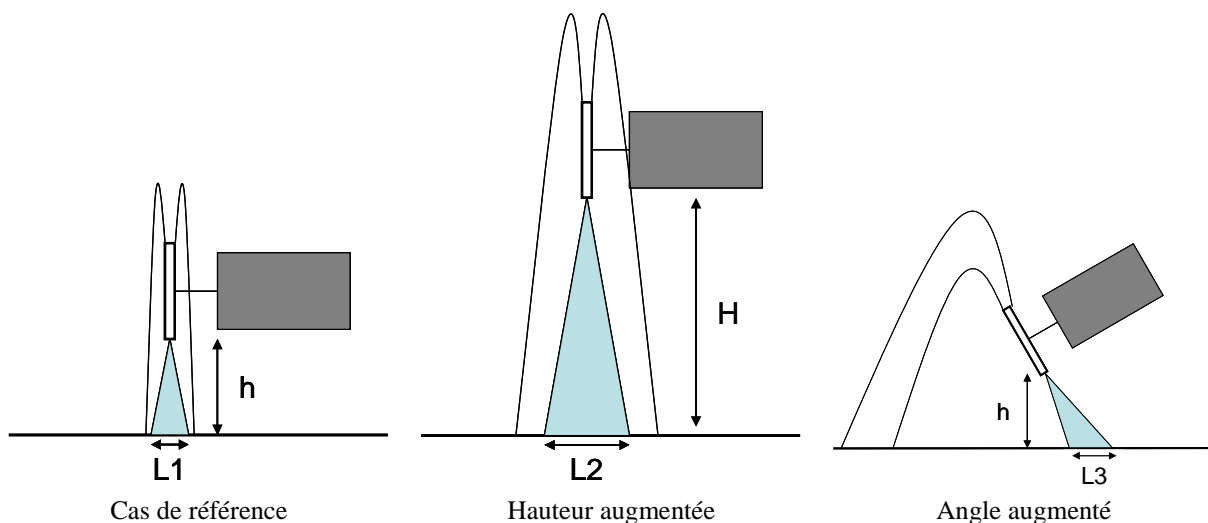 h
L1
Cas de référence
H
L2
Hauteur augmentée
h
L3
Angle augmenté